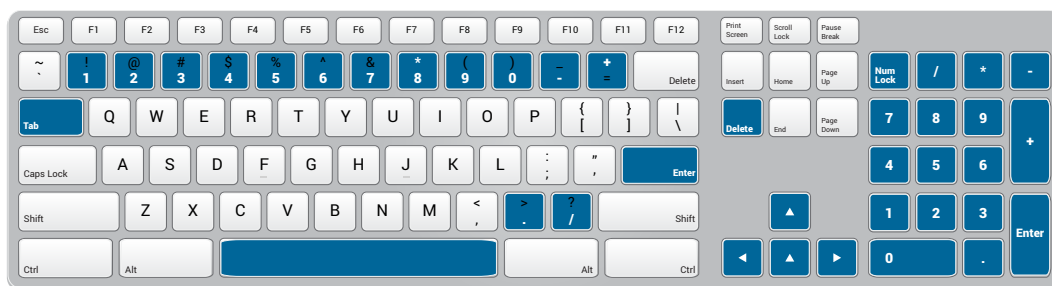 Esc F1 F2 F3 F4 F5 F6 F7 F8 F9 F10 F11 F12 Print Screen Scroll Lock Pause Break
~ ` ! 1 @ 2 # 3 $ 4 % 5 ^ 6 & 7 * 8 ( 9 ) 0 _ - + = Delete Insert Home Page Up Num Lock / * -
Tab Q W E R T Y U I O P { [ } ] | \ Delete End Page Down 7 8 9 +
Caps Lock A S D F G H J K L : ; " ' Enter 4 5 6
Shift Z X C V B N M < , > . ? / Shift ▲ 1 2 3 Enter
Ctrl Alt Alt Ctrl ◀ ▲ ▶ 0 .